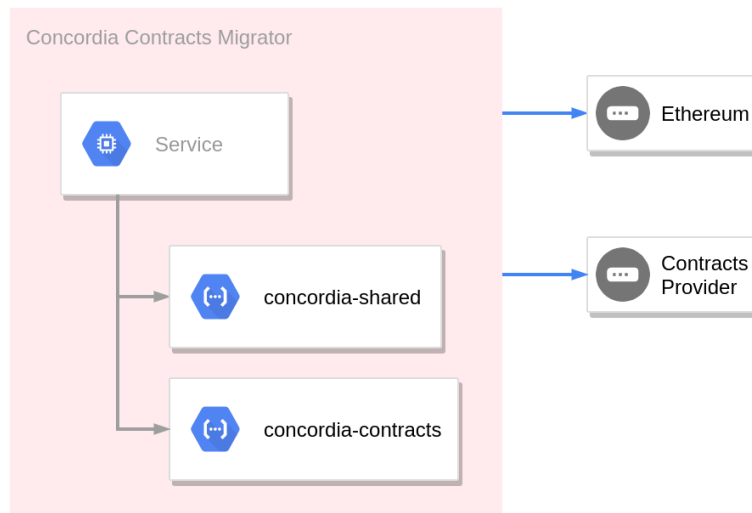 Concordia Contracts Migrator
Service
concordia-shared
concordia-contracts
Ethereum
Contracts
Provider